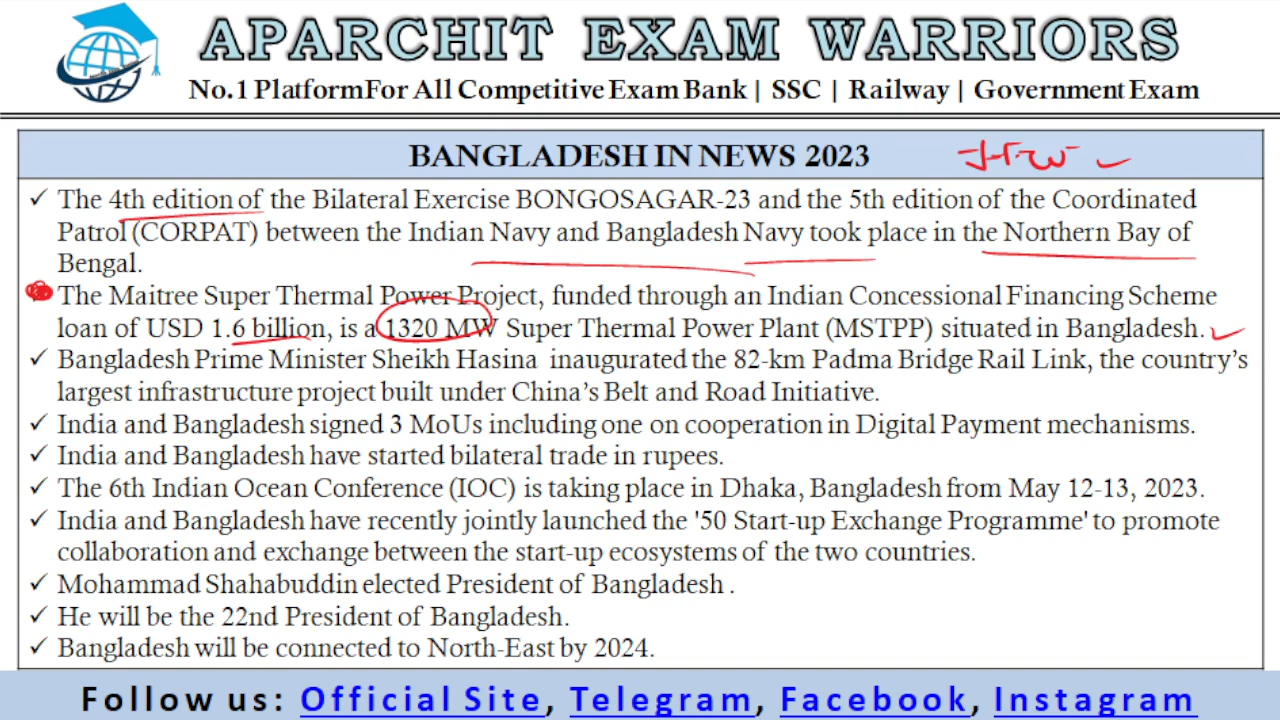 APARCHIT EXAM WARRIORS
No.1 PlatformFor All Competitive Exam Bank | SSC | Railway | Government Exam
BANGLADESH IN NEWS 2023
✓ The 4th edition of the Bilateral Exercise BONGOSAGAR-23 and the 5th edition of the Coordinated
Patrol (CORPAT) between the Indian Navy and Bangladesh Navy took place in the Northern Bay of
Bengal.
The Maitree Super Thermal Power Project, funded through an Indian Concessional Financing Scheme
loan of USD 1.6 billion, is a 1320 MW Super Thermal Power Plant (MSTPP) situated in Bangladesh.
✓ Bangladesh Prime Minister Sheikh Hasina inaugurated the 82-km Padma Bridge Rail Link, the country's
largest infrastructure project built under China's Belt and Road Initiative.
✓ India and Bangladesh signed 3 MoUs including one on cooperation in Digital Payment mechanisms.
✓ India and Bangladesh have started bilateral trade in rupees.
✓ The 6th Indian Ocean Conference (IOC) is taking place in Dhaka, Bangladesh from May 12-13, 2023.
✓ India and Bangladesh have recently jointly launched the '50 Start-up Exchange Programme' to promote
collaboration and exchange between the start-up ecosystems of the two countries.
✓ Mohammad Shahabuddin elected President of Bangladesh .
✓ He will be the 22nd President of Bangladesh.
✓ Bangladesh will be connected to North-East by 2024.
Follow us: Official Site, Telegram, Facebook, Instagram